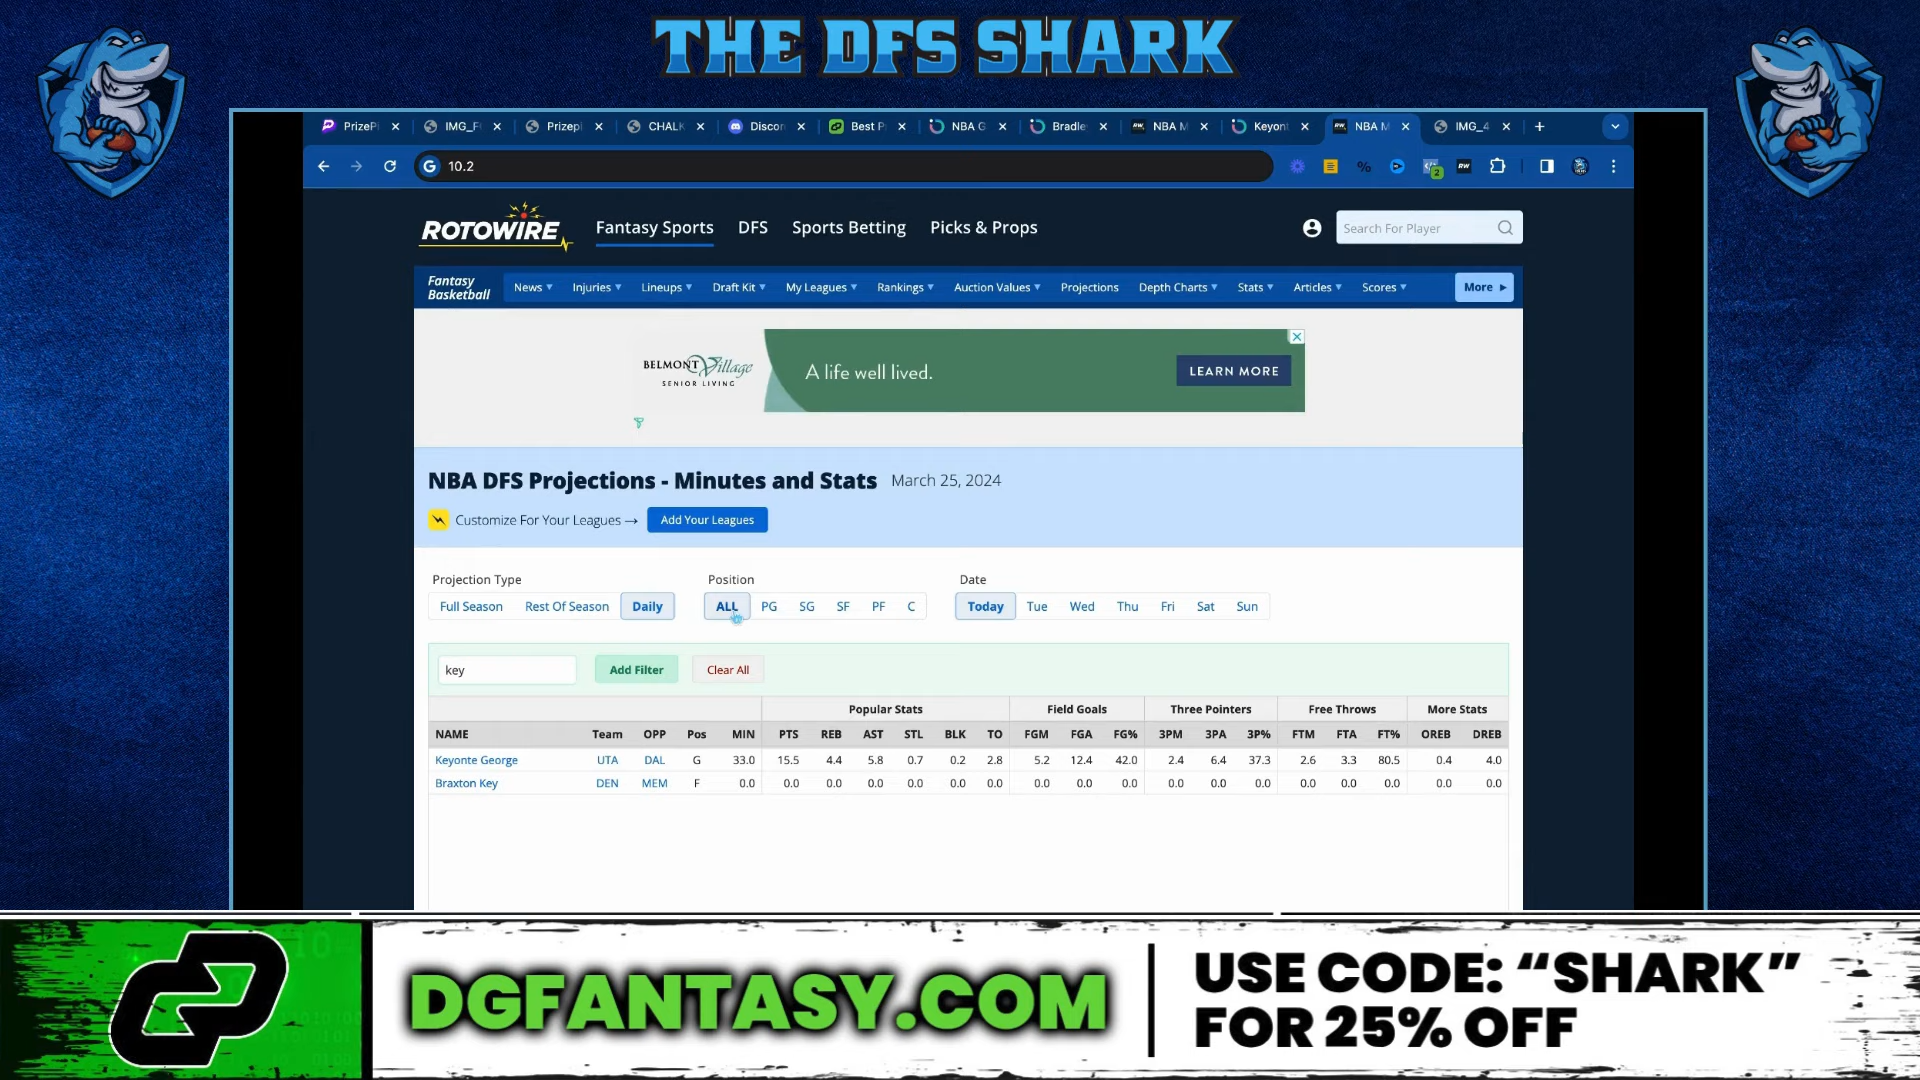 THE DFS SHARK
PrizePi IMG_F Prizepi CHALK Discor Best P NBA G Bradle NBA M Keyont NBA M IMG_4
10.2
ROTOWIRE Fantasy Sports DFS Sports Betting Picks & Props Search For Player
Fantasy Basketball News Injuries Lineups Draft Kit My Leagues Rankings Auction Values Projections Depth Charts Stats Articles Scores More
BELMONT Village
SENIOR LIVING
A life well lived.
LEARN MORE
NBA DFS Projections - Minutes and Stats March 25, 2024
Customize For Your Leagues → Add Your Leagues
Projection Type Position Date
Full Season Rest Of Season Daily ALL PG SG SF PF C Today Tue Wed Thu Fri Sat Sun
key Add Filter Clear All
Popular Stats Field Goals Three Pointers Free Throws More Stats
NAME Team OPP Pos MIN PTS REB AST STL BLK TO FGM FGA FG% 3PM 3PA 3P% FTM FTA FT% OREB DREB
Keyonte George UTA DAL G 33.0 15.5 4.4 5.8 0.7 0.2 2.8 5.2 12.4 42.0 2.4 6.4 37.3 2.6 3.3 80.5 0.4 4.0
Braxton Key DEN MEM F 0.0 0.0 0.0 0.0 0.0 0.0 0.0 0.0 0.0 0.0 0.0 0.0 0.0 0.0 0.0 0.0 0.0 0.0
DGFANTASY.COM
USE CODE: “SHARK”
FOR 25% OFF